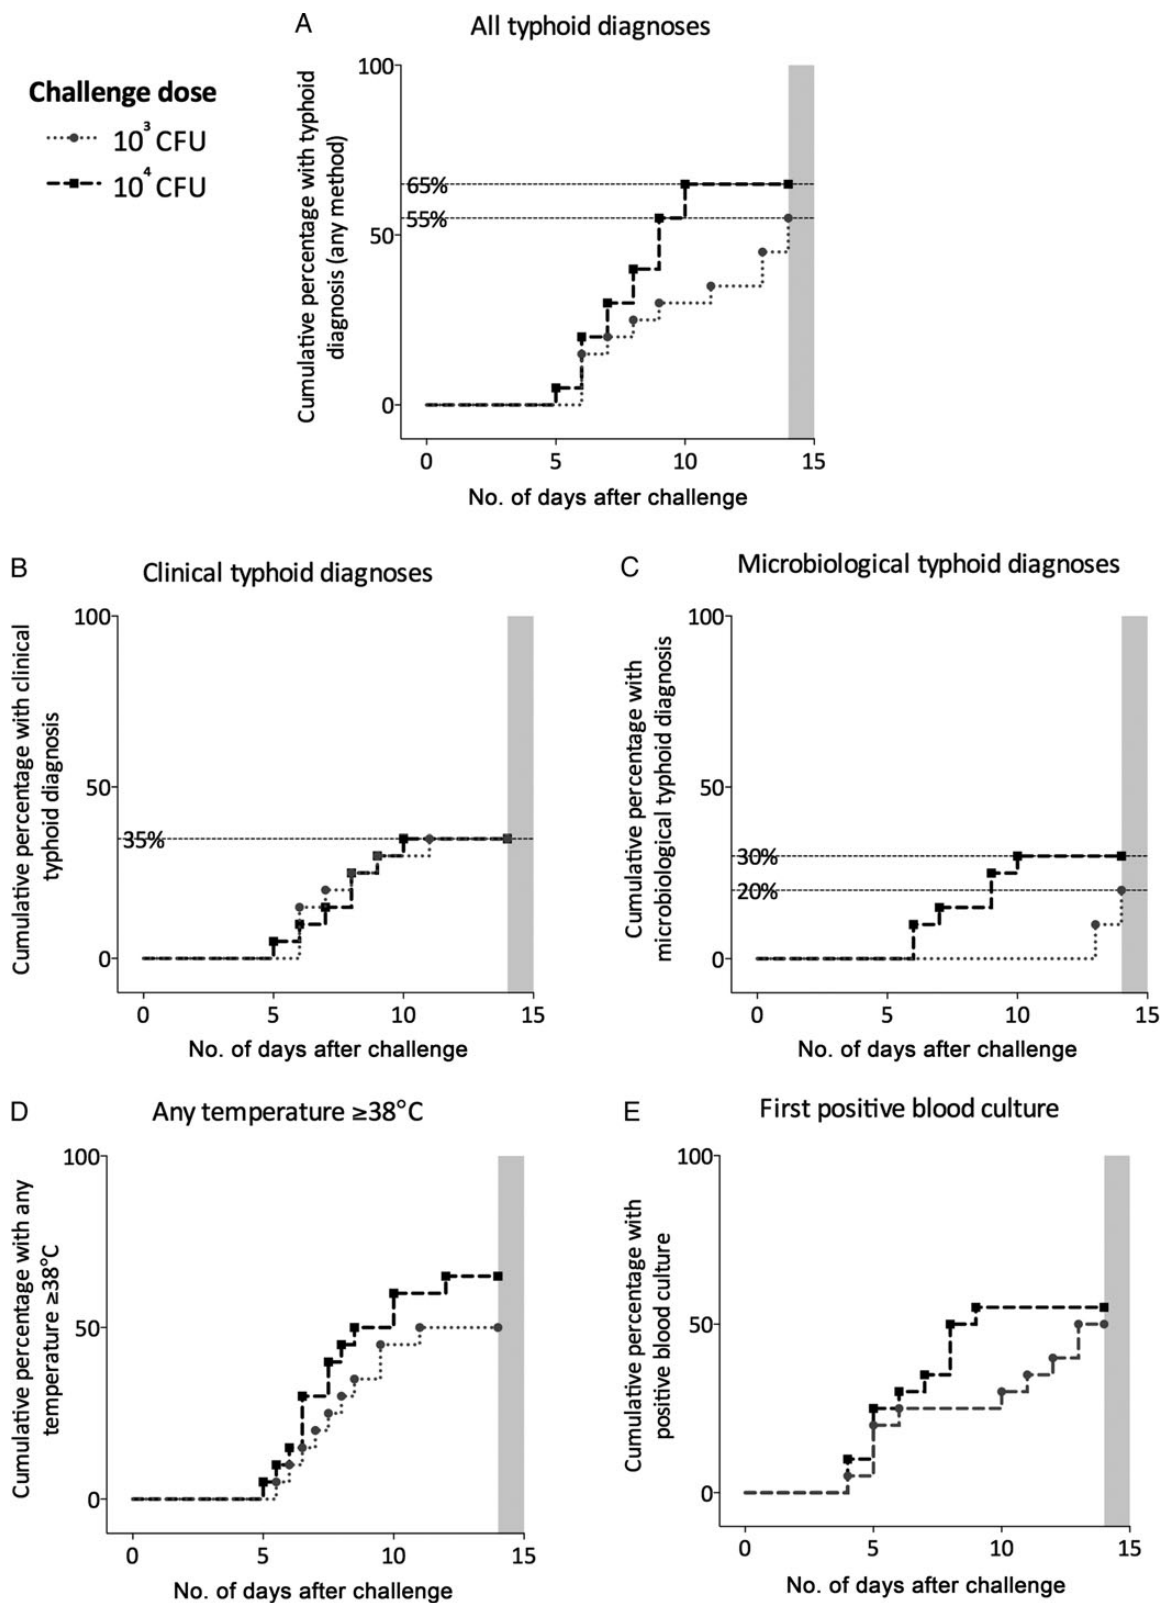 A
All typhoid diagnoses
Challenge dose
10³ CFU
10⁴ CFU
Cumulative percentage with typhoid
diagnosis (any method)
100
65%
55%
50
0
0 5 10 15
No. of days after challenge
B
Clinical typhoid diagnoses
Cumulative percentage with clinical
typhoid diagnosis
100
50
35%
0
0 5 10 15
No. of days after challenge
C
Microbiological typhoid diagnoses
Cumulative percentage with
microbiological typhoid diagnosis
100
50
30%
20%
0
0 5 10 15
No. of days after challenge
D
Any temperature ≥38°C
Cumulative percentage with any
temperature ≥38°C
100
50
0
0 5 10 15
No. of days after challenge
E
First positive blood culture
Cumulative percentage with
positive blood culture
100
50
0
0 5 10 15
No. of days after challenge